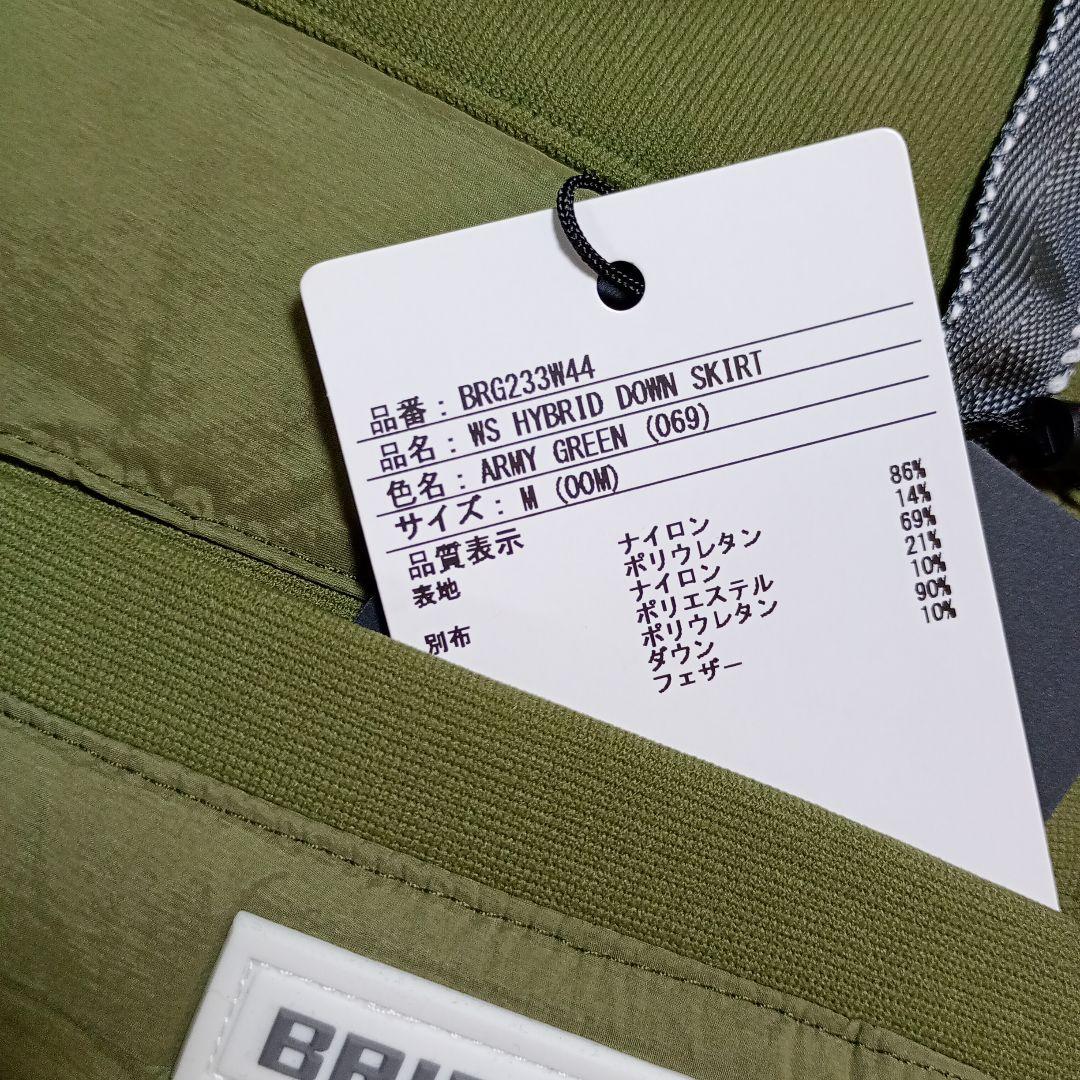 品番：BRG233W44
品名：WS HYBRID DOWN SKIRT
色名：ARMY GREEN (069)
サイズ：M (00M)
品質表示
表地 ナイロン 86%
ポリウレタン 14%
別布 ナイロン 69%
ポリエステル 21%
ポリウレタン 10%
ダウン 90%
フェザー 10%